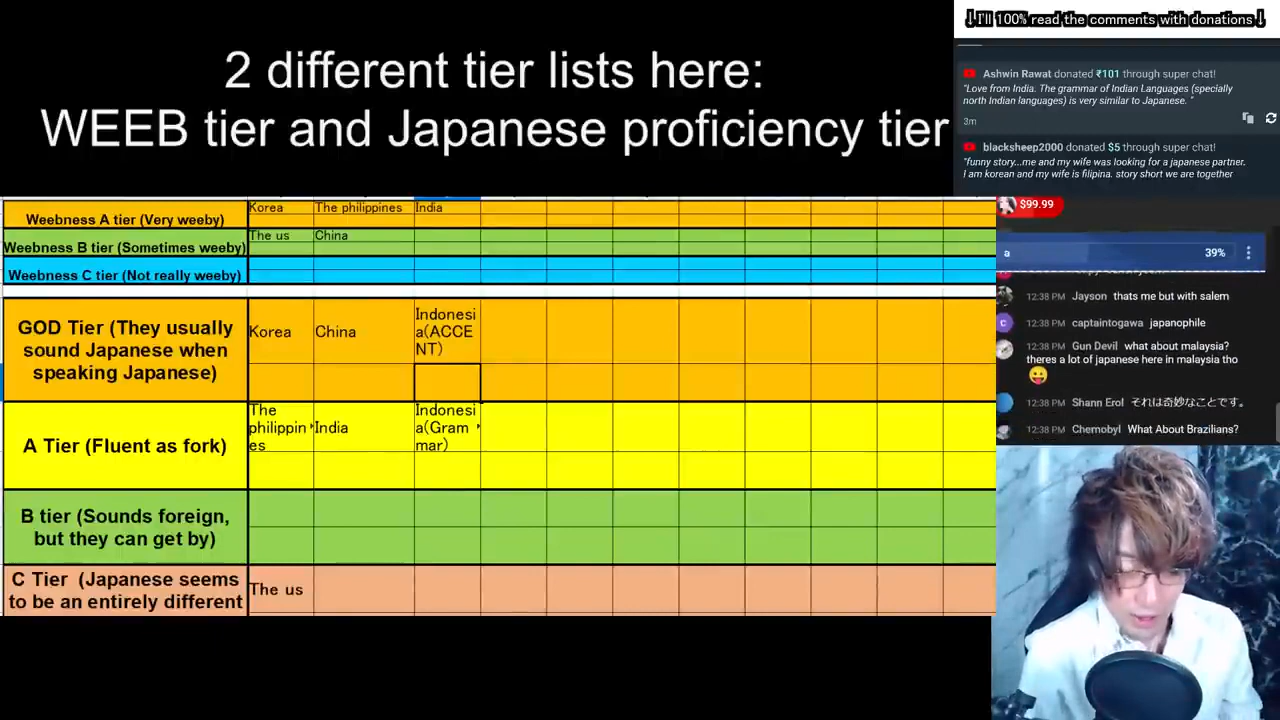 2 different tier lists here:
WEEB tier and Japanese proficiency tier
↓I'll 100% read the comments with donations↓
Ashwin Rawat donated ₹101 through super chat!
"Love from India. The grammar of Indian Languages (specially
north Indian languages) is very similar to Japanese. "
3m
blacksheep2000 donated $5 through super chat!
"funny story...me and my wife was looking for a japanese partner.
I am korean and my wife is filipina. story short we are together
Weebness A tier (Very weeby)
Korea
The philippines
India
Weebness B tier (Sometimes weeby)
The us
China
Weebness C tier (Not really weeby)
GOD Tier (They usually
sound Japanese when
speaking Japanese)
Korea
China
Indonesi
a(ACCE
NT)
A Tier (Fluent as fork)
The
philippin
es
India
Indonesi
a(Gram
mar)
B tier (Sounds foreign,
but they can get by)
C Tier (Japanese seems
to be an entirely different
The us
$99.99
a
39%
12:38 PM Jayson thats me but with salem
C
12:38 PM captaintogawa japanophile
12:38 PM Gun Devil what about malaysia?
theres a lot of japanese here in malaysia tho
12:38 PM Shann Erol それは奇妙なことです。
12:38 PM Chernobyl What About Brazilians?